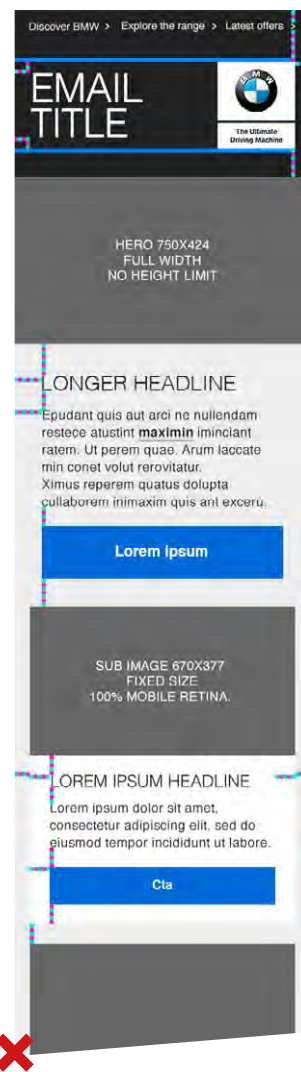 Discover BMW > Explore the range > Latest offers >
EMAIL
TITLE
BMW
The Ultimate
Driving Machine
HERO 750X424
FULL WIDTH
NO HEIGHT LIMIT
LONGER HEADLINE
Epudant quis aut arci nc nullendam
restece atustint maximin iminciant
ratem. Ut perem quae. Arum laccate
min conet volut rerovitatur.
Ximus reperem quatus dolupta
cullaborem inimaxim quis ant exceru.
Lorem ipsum
SUB IMAGE 670X377
FIXED SIZE
100% MOBILE RETINA.
LOREM IPSUM HEADLINE
Lorem ipsum dolor sit amet,
consectetur adipiscing elit, sed do
eiusmod tempor incididunt ut labore.
Cta